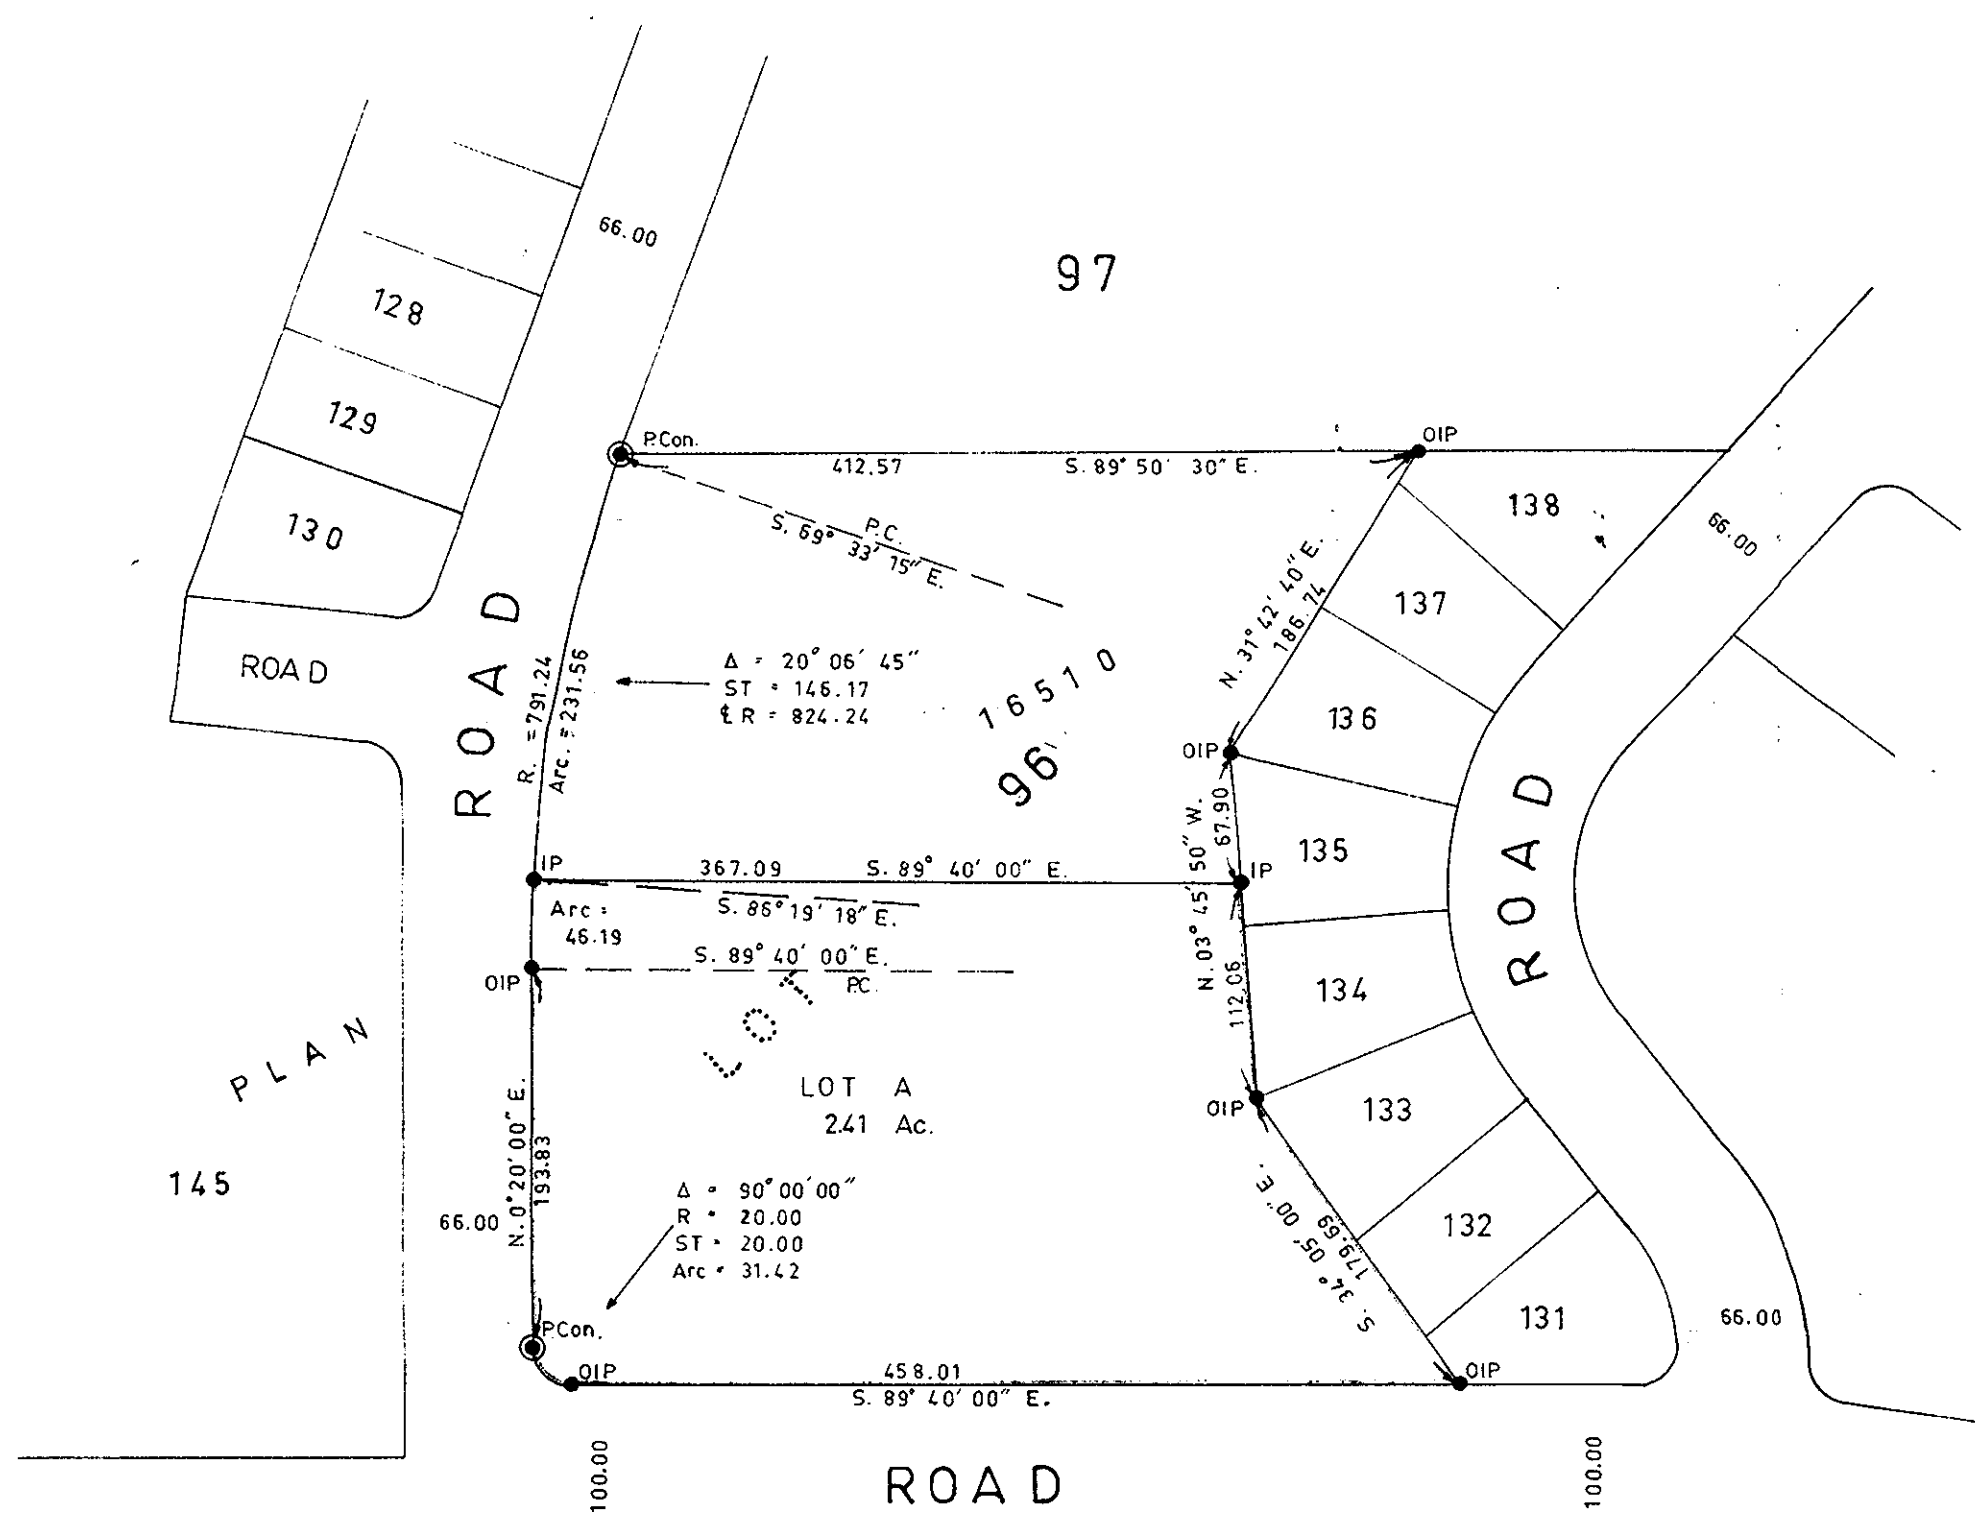 66.00
97
128
129
130
P.Con.
412.57
S. 89° 50′ 30″ E.
OIP
138
66.00
P.C.
S. 69° 33′ 15″ E.
137
N. 31° 42′ 40″ E.
186.74
ROAD
ROAD
R. = 791.24
Arc. = 231.56
Δ = 20° 06′ 45″
ST = 146.17
℄ R = 824.24
16510
96
136
OIP
67.90
135
IP
367.09
S. 89° 40′ 00″ E.
IP
S. 86° 19′ 18″ E.
Arc =
46.19
N. 03° 45′ 50″ W.
ROAD
S. 89° 40′ 00″ E.
P.C.
OIP
112.06
134
LOT
PLAN
145
LOT A
2.41 Ac.
OIP
133
N. 0° 20′ 00″ E.
193.83
66.00
Δ = 90° 00′ 00″
R = 20.00
ST = 20.00
Arc = 31.42
S. 34° 05′ 00″ E.
179.69
132
131
66.00
P.Con.
OIP
458.01
S. 89° 40′ 00″ E.
OIP
100.00
ROAD
100.00